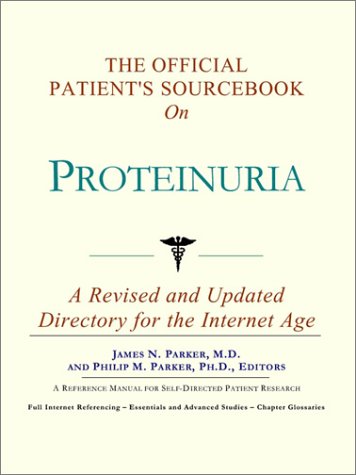 THE OFFICIAL
PATIENT'S SOURCEBOOK
On
PROTEINURIA
A Revised and Updated
Directory for the Internet Age
JAMES N. PARKER, M.D.
AND PHILIP M. PARKER, PH.D., EDITORS
A REFERENCE MANUAL FOR SELF-DIRECTED PATIENT RESEARCH
Full Internet Referencing – Essentials and Advanced Studies – Chapter Glossaries